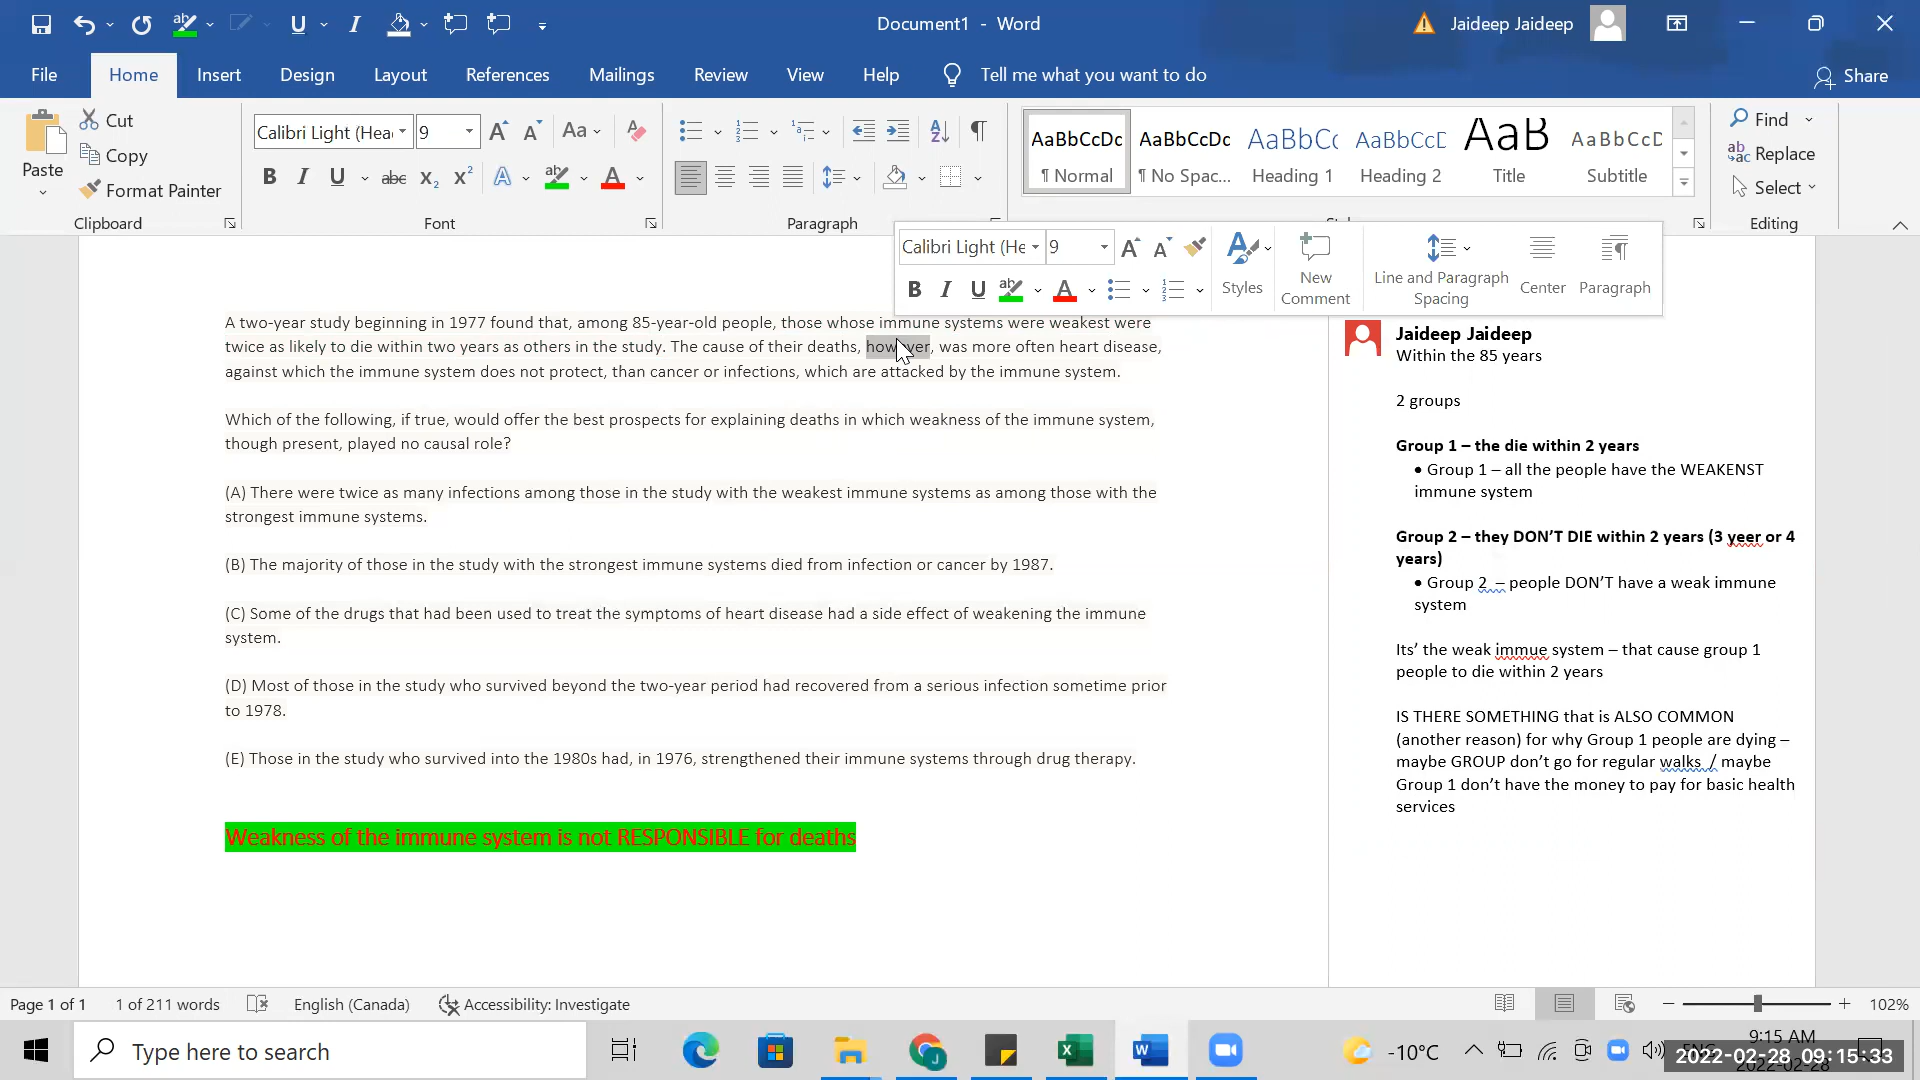 Document1 - Word
Jaideep Jaideep
File Home Insert Design Layout References Mailings Review View Help Tell me what you want to do Share
Paste Cut Copy Format Painter Clipboard
Calibri Light (Hea 9 Font
Paragraph
AaBbCcDc AaBbCcDc AaBbCc AaBbCcD AaB AaBbCcD
¶ Normal ¶ No Spac... Heading 1 Heading 2 Title Subtitle
Find Replace Select Editing
Calibri Light (He 9 Styles New Comment Line and Paragraph Spacing Center Paragraph
A two-year study beginning in 1977 found that, among 85-year-old people, those whose immune systems were weakest were
twice as likely to die within two years as others in the study. The cause of their deaths, however, was more often heart disease,
against which the immune system does not protect, than cancer or infections, which are attacked by the immune system.
Which of the following, if true, would offer the best prospects for explaining deaths in which weakness of the immune system,
though present, played no causal role?
(A) There were twice as many infections among those in the study with the weakest immune systems as among those with the
strongest immune systems.
(B) The majority of those in the study with the strongest immune systems died from infection or cancer by 1987.
(C) Some of the drugs that had been used to treat the symptoms of heart disease had a side effect of weakening the immune
system.
(D) Most of those in the study who survived beyond the two-year period had recovered from a serious infection sometime prior
to 1978.
(E) Those in the study who survived into the 1980s had, in 1976, strengthened their immune systems through drug therapy.
Weakness of the immune system is not RESPONSIBLE for deaths
Jaideep Jaideep
Within the 85 years
2 groups
Group 1 – the die within 2 years
• Group 1 – all the people have the WEAKENST
immune system
Group 2 – they DON'T DIE within 2 years (3 yeer or 4
years)
• Group 2 – people DON'T have a weak immune
system
Its' the weak immue system – that cause group 1
people to die within 2 years
IS THERE SOMETHING that is ALSO COMMON
(another reason) for why Group 1 people are dying –
maybe GROUP don't go for regular walks / maybe
Group 1 don't have the money to pay for basic health
services
Page 1 of 1 1 of 211 words English (Canada) Accessibility: Investigate 102%
Type here to search -10°C 9:15 AM
2022-02-28 09:15:33